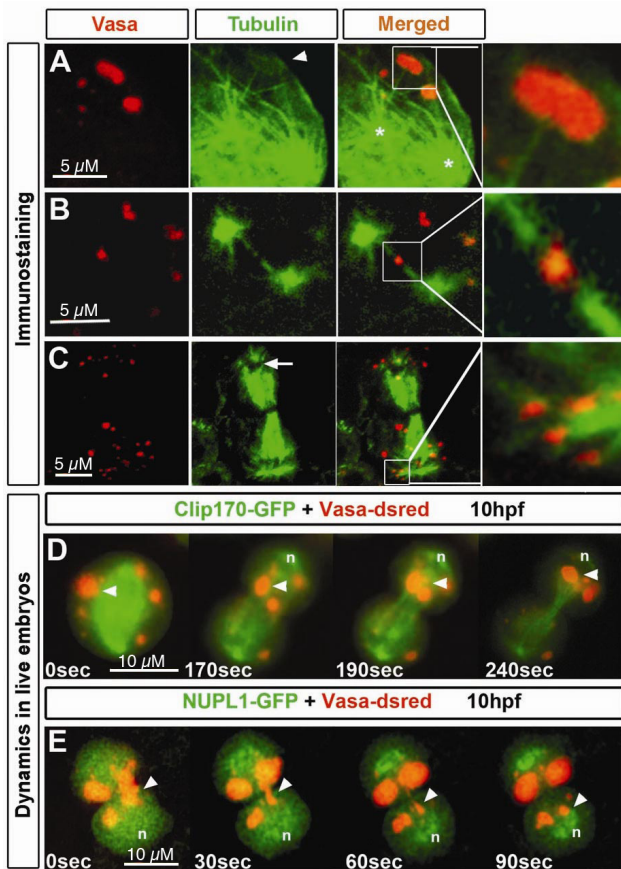 Vasa Tubulin Merged
Immunostaining
A
5 µM
* *
B
5 µM
C
5 µM
Dynamics in live embryos
Clip170-GFP + Vasa-dsred 10hpf
D n n n
0sec 10 µM 170sec 190sec 240sec
NUPL1-GFP + Vasa-dsred 10hpf
E
n n n n
0sec 10 µM 30sec 60sec 90sec